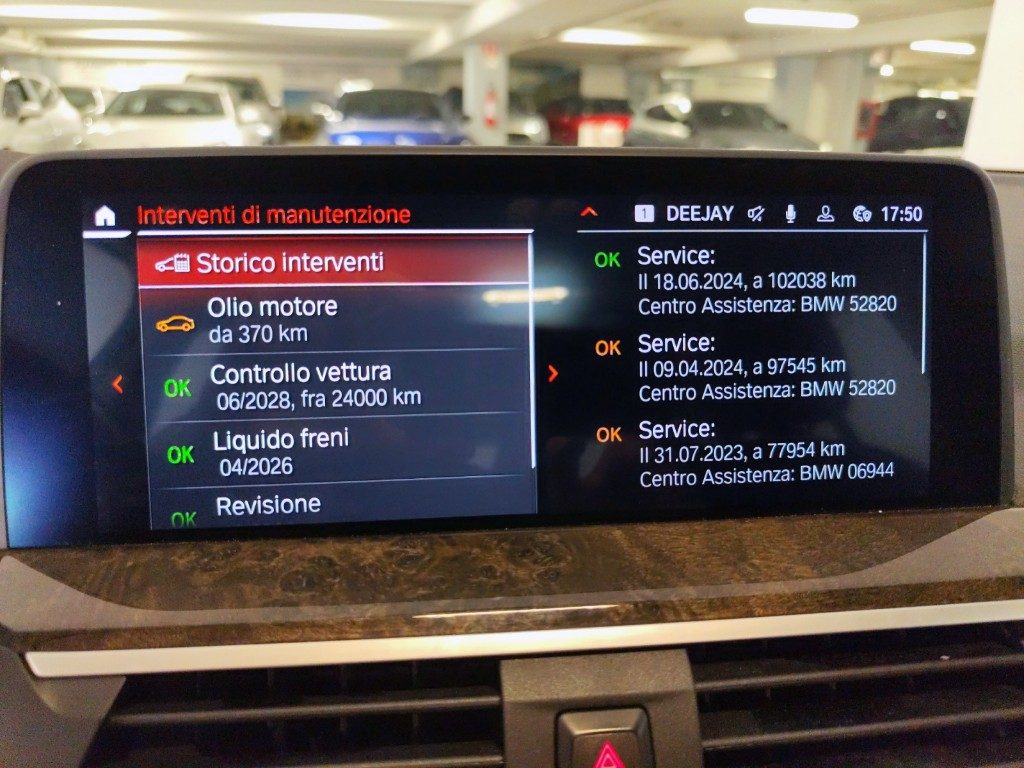 Interventi di manutenzione
1 DEEJAY 17:50
Storico interventi
Olio motore
da 370 km
OK Controllo vettura
06/2028, fra 24000 km
OK Liquido freni
04/2026
OK Revisione
OK Service:
Il 18.06.2024, a 102038 km
Centro Assistenza: BMW 52820
OK Service:
Il 09.04.2024, a 97545 km
Centro Assistenza: BMW 52820
OK Service:
Il 31.07.2023, a 77954 km
Centro Assistenza: BMW 06944